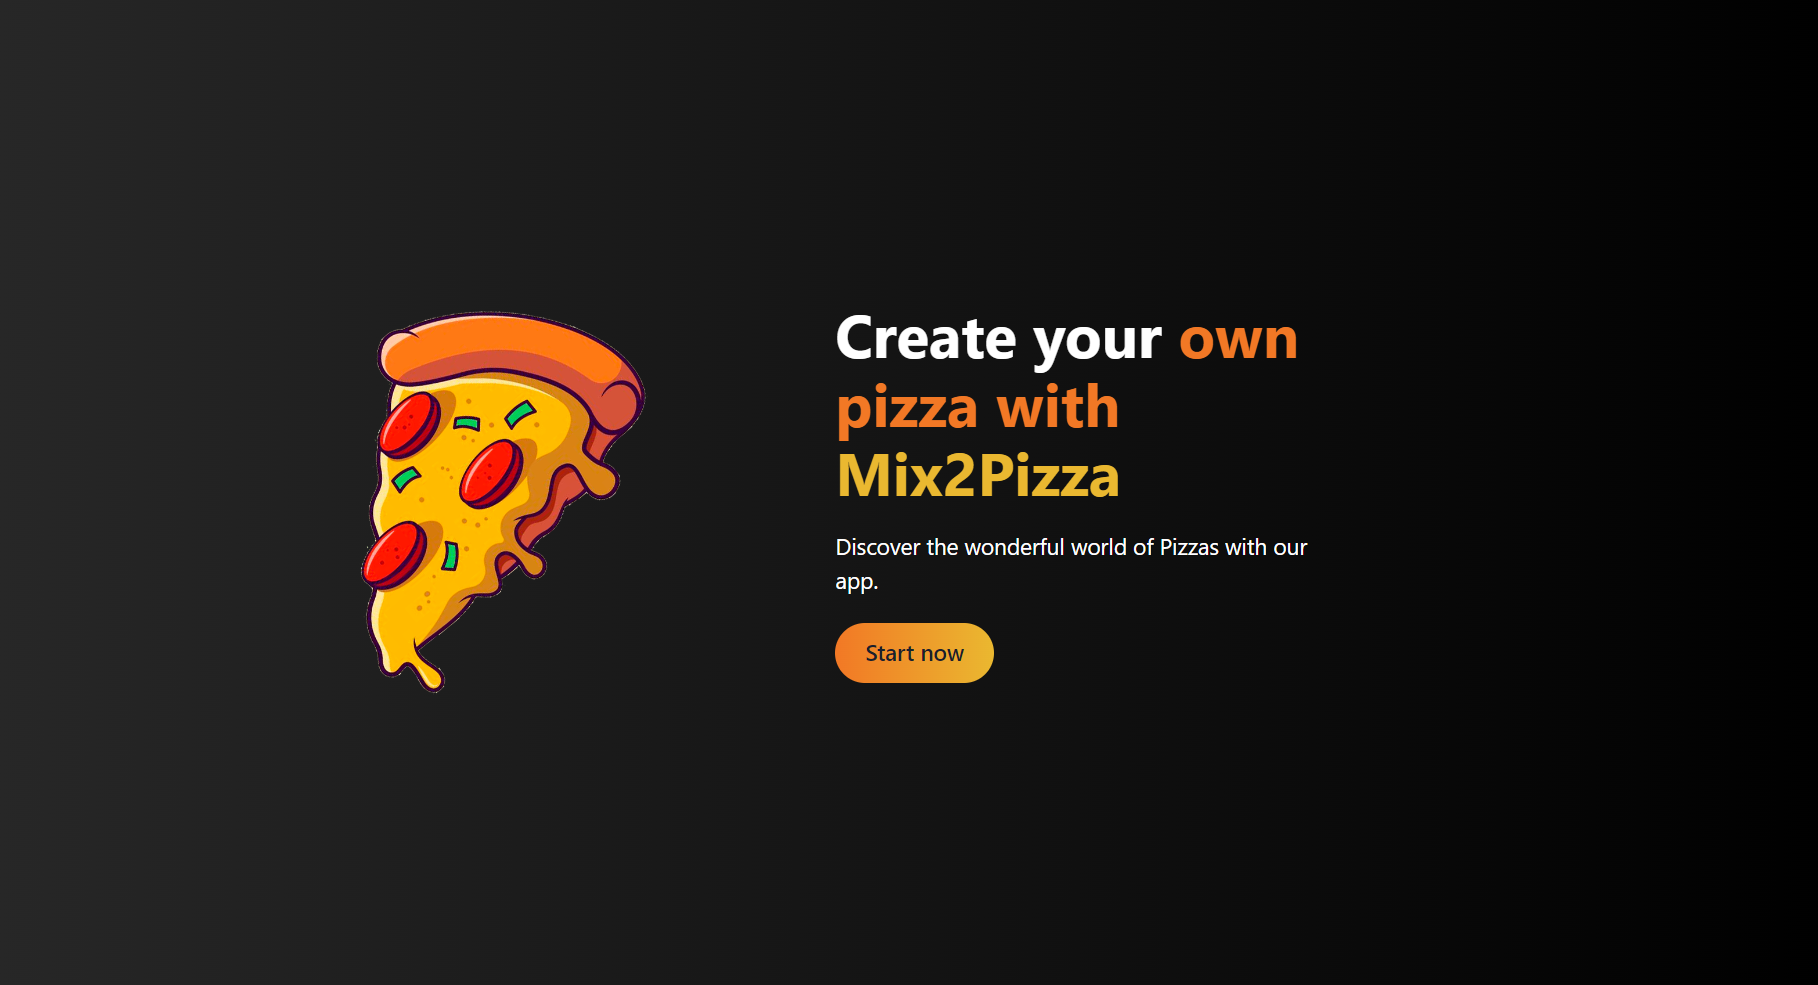 Create your own
pizza with
Mix2Pizza
Discover the wonderful world of Pizzas with our
app.
Start now